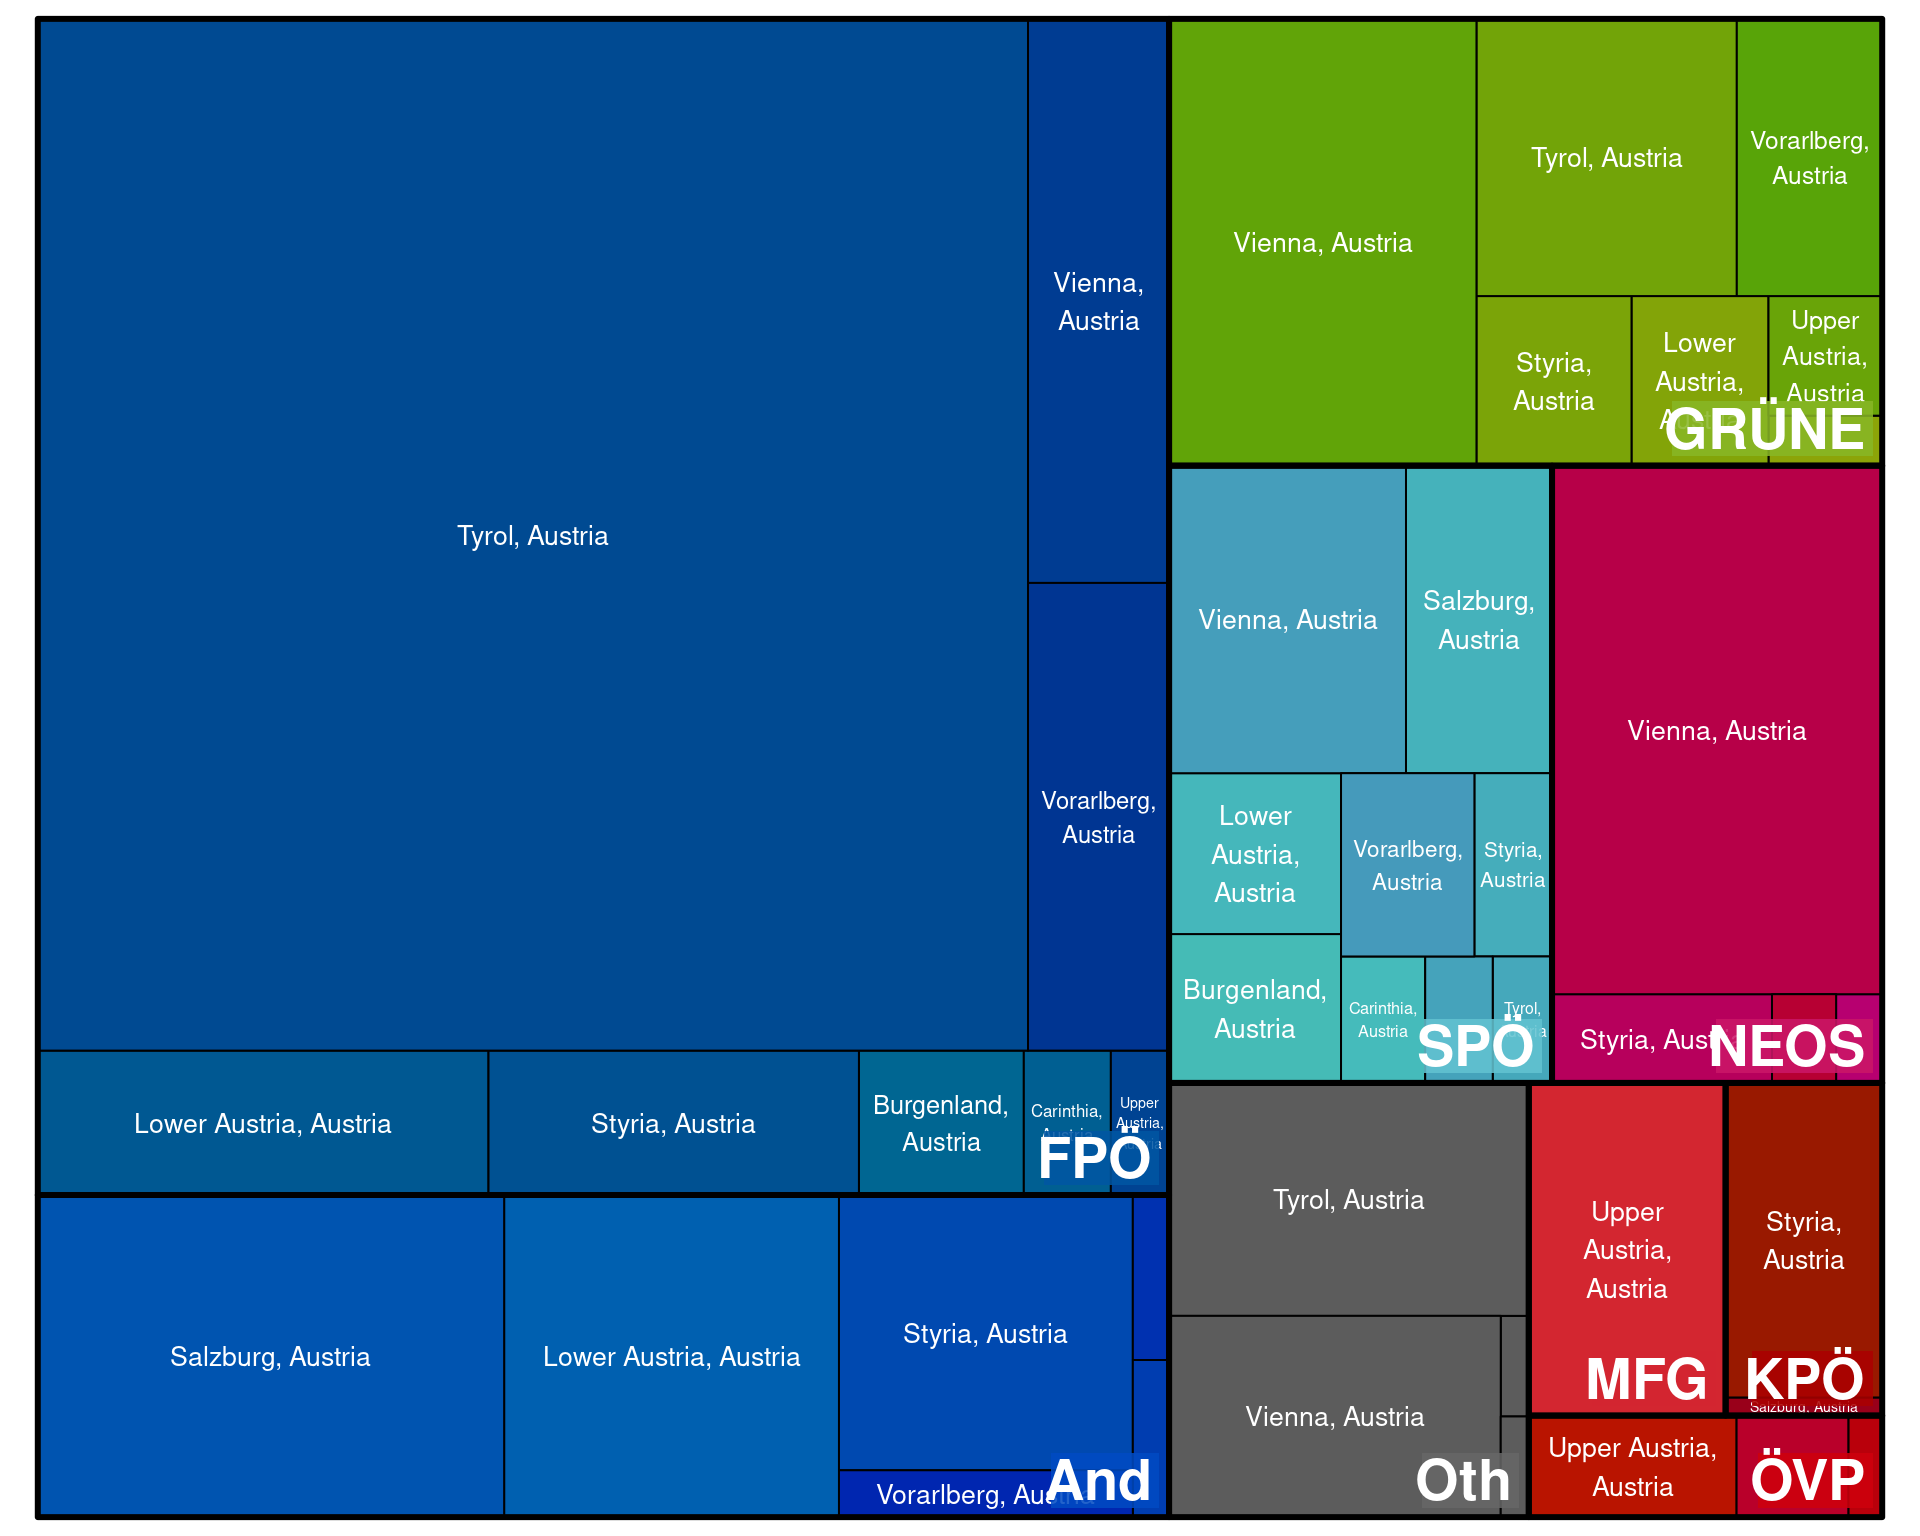 Tyrol, Austria
Vienna,
Austria
Vorarlberg,
Austria
Lower Austria, Austria
Styria, Austria
Burgenland,
Austria
Carinthia,
Austria
Upper
Austria,
FPÖ
Salzburg, Austria
Lower Austria, Austria
Styria, Austria
Vorarlberg, Austria
And
Vienna, Austria
Tyrol, Austria
Vorarlberg,
Austria
Styria,
Austria
Lower
Austria,
Upper
Austria,
Austria
GRÜNE
Vienna, Austria
Salzburg,
Austria
Lower
Austria,
Austria
Vorarlberg,
Austria
Styria,
Austria
Burgenland,
Austria
Carinthia,
Austria
Tyrol,
SPÖ
Vienna, Austria
Styria, Austria
NEOS
Tyrol, Austria
Vienna, Austria
Oth
Upper
Austria,
Austria
MFG
Styria,
Austria
KPÖ
Salzburg, Austria
Upper Austria,
Austria
ÖVP